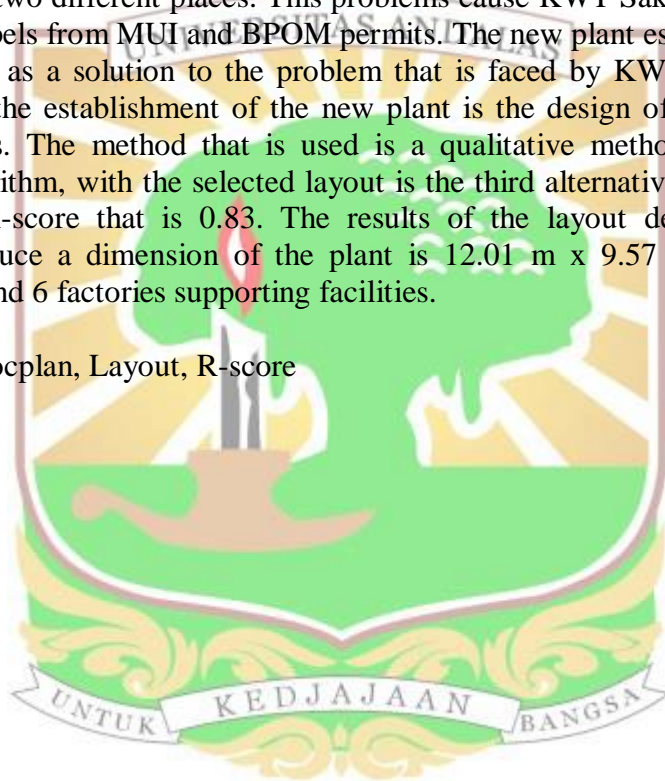 two different places. This problems cause KWT Sak
bels from MUI and BPOM permits. The new plant es
UNIVERSITAS ANDALAS
as a solution to the problem that is faced by KW
the establishment of the new plant is the design of
s. The method that is used is a qualitative metho
ithm, with the selected layout is the third alternativ
-score that is 0.83. The results of the layout de
uce a dimension of the plant is 12.01 m x 9.57
nd 6 factories supporting facilities.
ocplan, Layout, R-score
UNTUK KEDJAJAAN BANGSA